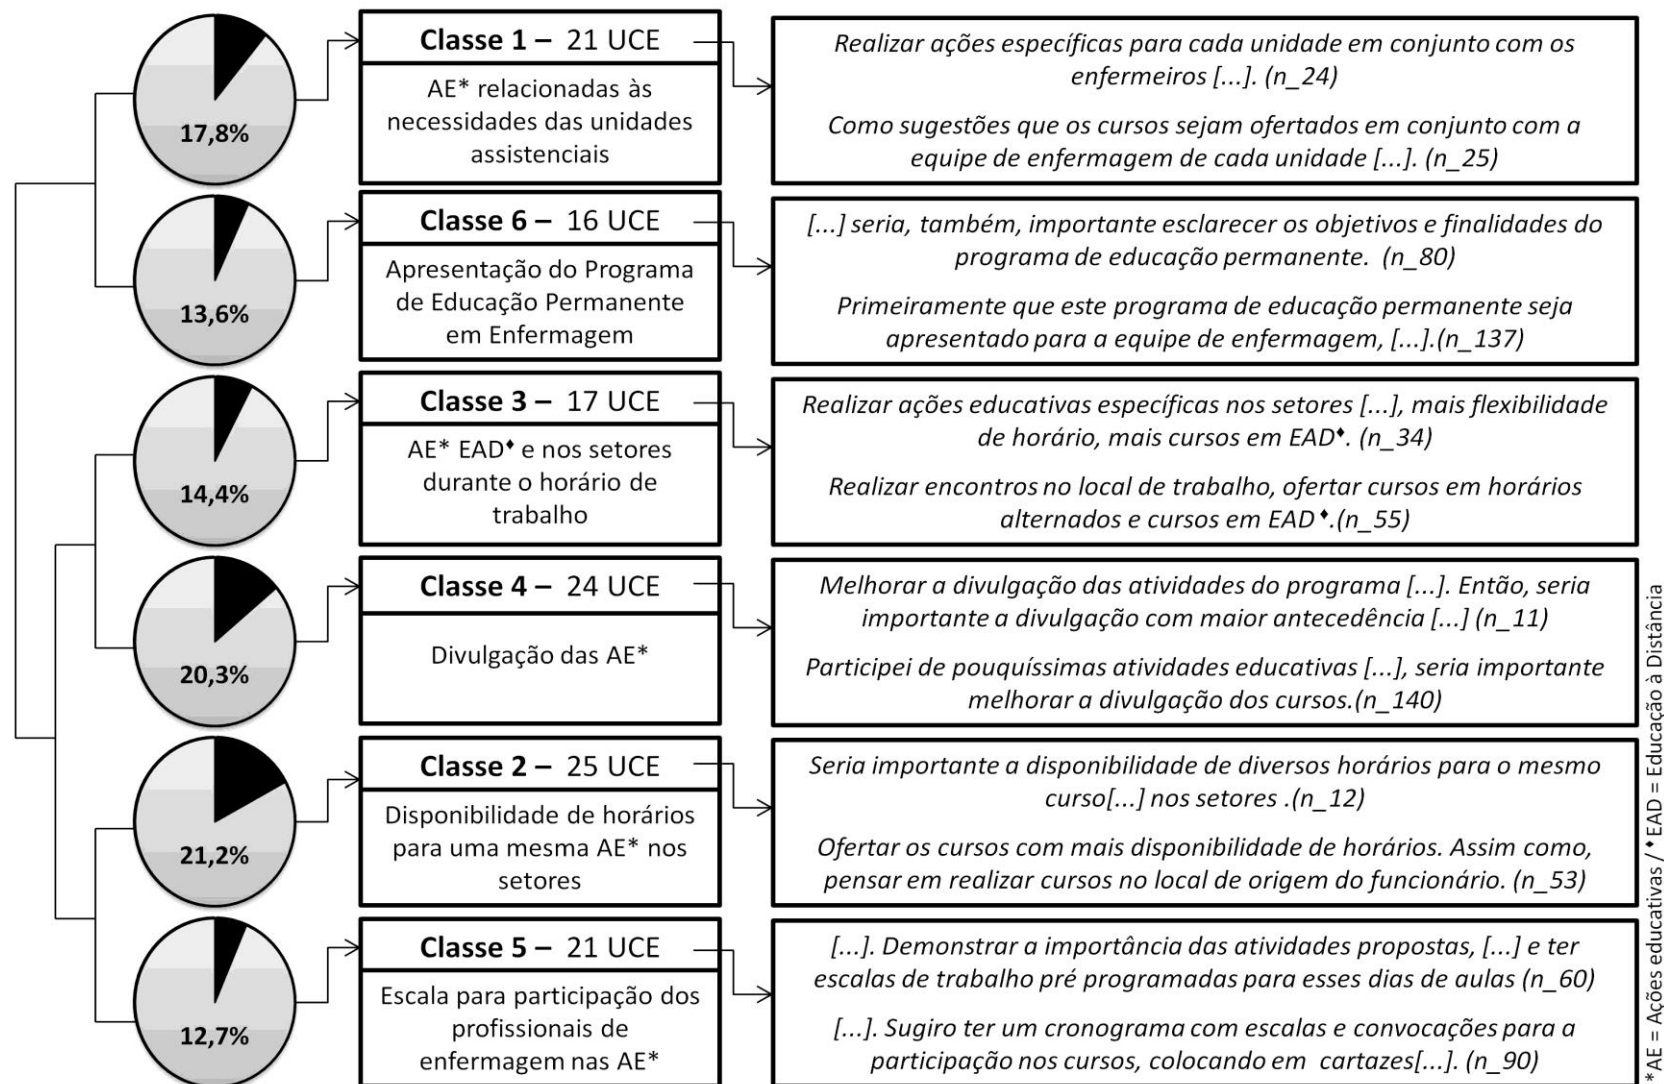 17,8%
Classe 1 – 21 UCE
AE* relacionadas às
necessidades das unidades
assistenciais
Realizar ações específicas para cada unidade em conjunto com os
enfermeiros [...]. (n_24)
Como sugestões que os cursos sejam ofertados em conjunto com a
equipe de enfermagem de cada unidade [...]. (n_25)
13,6%
Classe 6 – 16 UCE
Apresentação do Programa
de Educação Permanente
em Enfermagem
[...] seria, também, importante esclarecer os objetivos e finalidades do
programa de educação permanente. (n_80)
Primeiramente que este programa de educação permanente seja
apresentado para a equipe de enfermagem, [...].(n_137)
14,4%
Classe 3 – 17 UCE
AE* EAD♦ e nos setores
durante o horário de
trabalho
Realizar ações educativas específicas nos setores [...], mais flexibilidade
de horário, mais cursos em EAD♦. (n_34)
Realizar encontros no local de trabalho, ofertar cursos em horários
alternados e cursos em EAD♦.(n_55)
20,3%
Classe 4 – 24 UCE
Divulgação das AE*
Melhorar a divulgação das atividades do programa [...]. Então, seria
importante a divulgação com maior antecedência [...] (n_11)
Participei de pouquíssimas atividades educativas [...], seria importante
melhorar a divulgação dos cursos.(n_140)
21,2%
Classe 2 – 25 UCE
Disponibilidade de horários
para uma mesma AE* nos
setores
Seria importante a disponibilidade de diversos horários para o mesmo
curso[...] nos setores .(n_12)
Ofertar os cursos com mais disponibilidade de horários. Assim como,
pensar em realizar cursos no local de origem do funcionário. (n_53)
12,7%
Classe 5 – 21 UCE
Escala para participação dos
profissionais de
enfermagem nas AE*
[...]. Demonstrar a importância das atividades propostas, [...] e ter
escalas de trabalho pré programadas para esses dias de aulas (n_60)
[...]. Sugiro ter um cronograma com escalas e convocações para a
participação nos cursos, colocando em cartazes[...]. (n_90)
*AE = Ações educativas / ♦ EAD = Educação à Distância